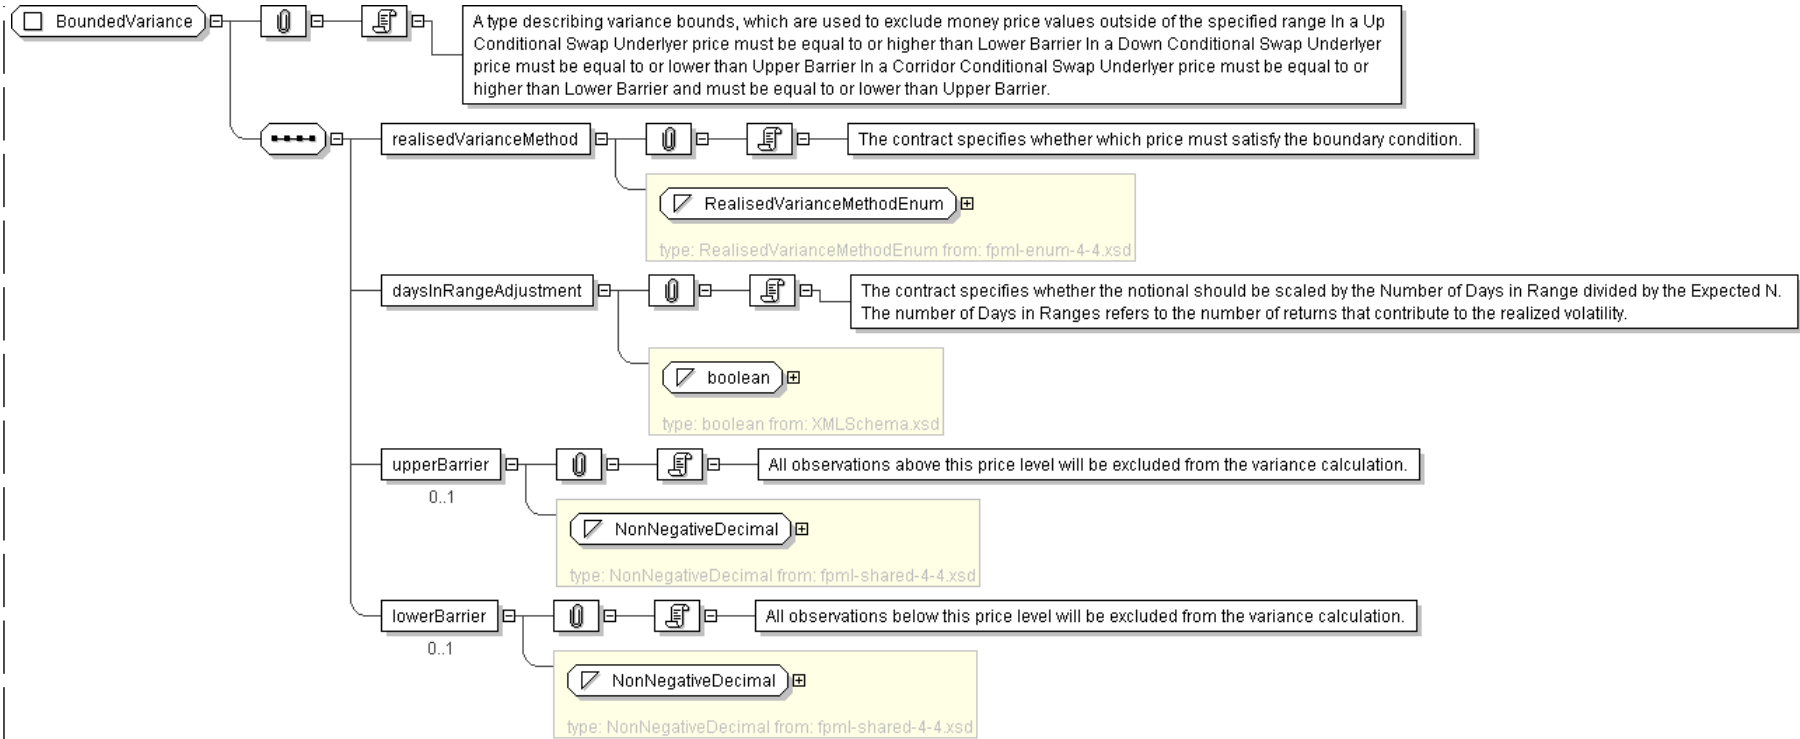 BoundedVariance
A type describing variance bounds, which are used to exclude money price values outside of the specified range In a Up
Conditional Swap Underlyer price must be equal to or higher than Lower Barrier In a Down Conditional Swap Underlyer
price must be equal to or lower than Upper Barrier In a Corridor Conditional Swap Underlyer price must be equal to or
higher than Lower Barrier and must be equal to or lower than Upper Barrier.
realisedVarianceMethod
The contract specifies whether which price must satisfy the boundary condition.
RealisedVarianceMethodEnum
type: RealisedVarianceMethodEnum from: fpml-enum-4-4.xsd
daysInRangeAdjustment
The contract specifies whether the notional should be scaled by the Number of Days in Range divided by the Expected N.
The number of Days in Ranges refers to the number of returns that contribute to the realized volatility.
boolean
type: boolean from: XMLSchema.xsd
upperBarrier
All observations above this price level will be excluded from the variance calculation.
0..1
NonNegativeDecimal
type: NonNegativeDecimal from: fpml-shared-4-4.xsd
lowerBarrier
All observations below this price level will be excluded from the variance calculation.
0..1
NonNegativeDecimal
type: NonNegativeDecimal from: fpml-shared-4-4.xsd